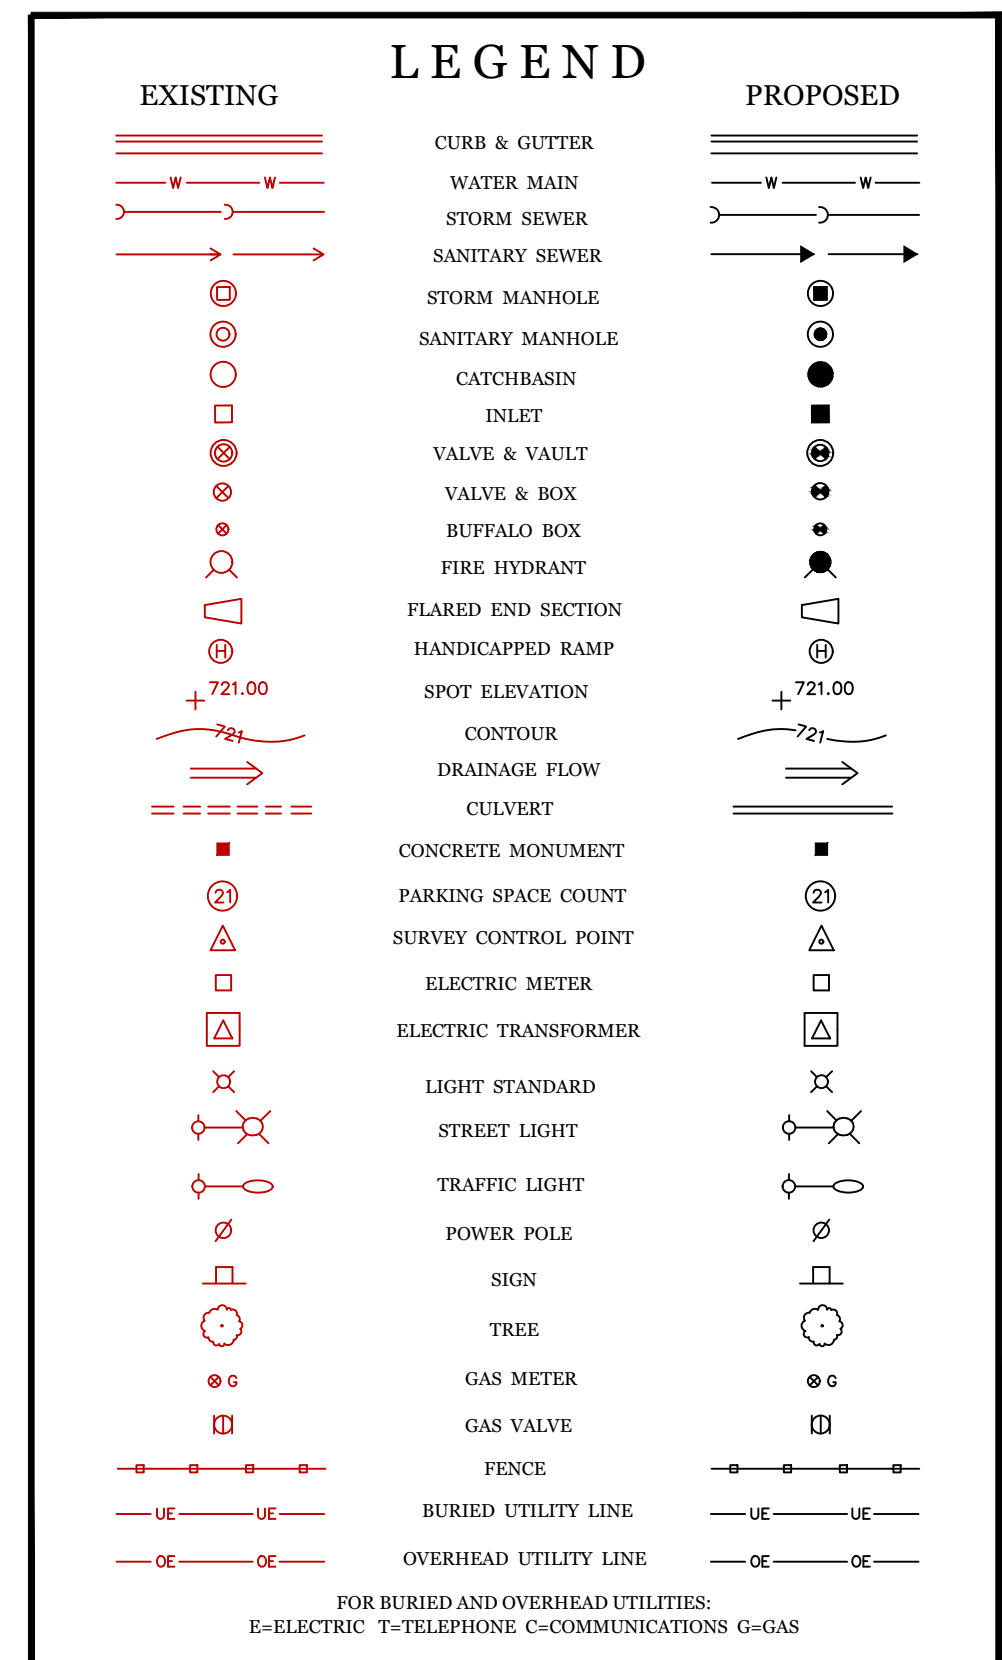 LEGEND
EXISTING PROPOSED
CURB & GUTTER
W W WATER MAIN W W
STORM SEWER
SANITARY SEWER
STORM MANHOLE
SANITARY MANHOLE
CATCHBASIN
INLET
VALVE & VAULT
VALVE & BOX
BUFFALO BOX
FIRE HYDRANT
FLARED END SECTION
H HANDICAPPED RAMP H
721.00 SPOT ELEVATION 721.00
721 CONTOUR 721
DRAINAGE FLOW
CULVERT
CONCRETE MONUMENT
21 PARKING SPACE COUNT 21
SURVEY CONTROL POINT
ELECTRIC METER
ELECTRIC TRANSFORMER
LIGHT STANDARD
STREET LIGHT
TRAFFIC LIGHT
POWER POLE
SIGN
TREE
G GAS METER G
GAS VALVE
FENCE
UE UE BURIED UTILITY LINE UE UE
OE OE OVERHEAD UTILITY LINE OE OE
FOR BURIED AND OVERHEAD UTILITIES:
E=ELECTRIC T=TELEPHONE C=COMMUNICATIONS G=GAS